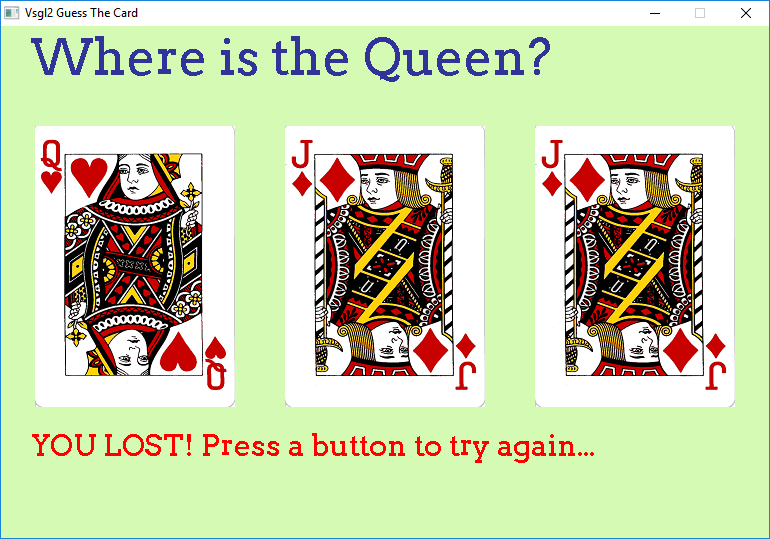 Vsgl2 Guess The Card
Where is the Queen?
Q J J
Q J J
YOU LOST! Press a button to try again...